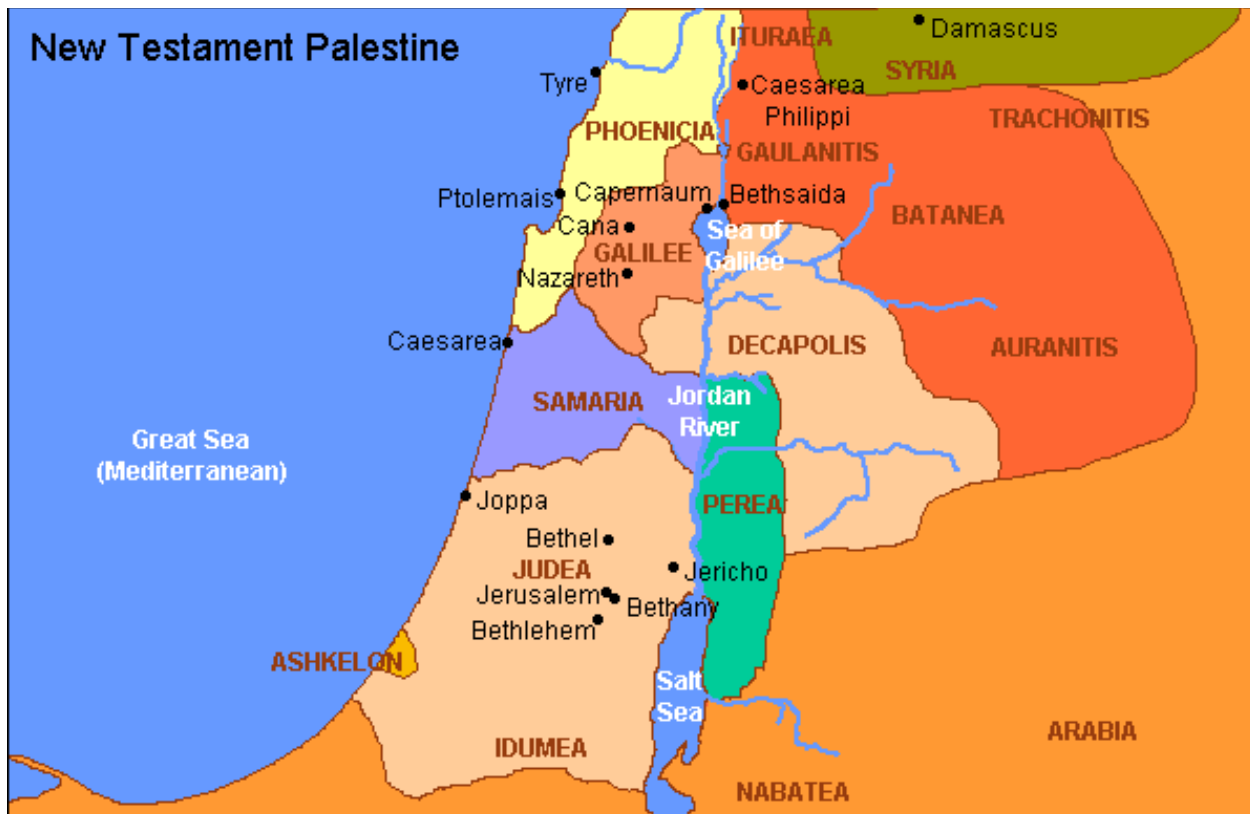 New Testament Palestine
ITURAEA
Damascus
SYRIA
Tyre
Caesarea
Philippi
TRACHONITIS
PHOENICIA
GAULANITIS
Ptolemais
Capernaum
Bethsaida
BATANEA
Cana
Sea of
Galilee
GALILEE
Nazareth
Caesarea
DECAPOLIS
AURANITIS
SAMARIA
Jordan
River
Great Sea
(Mediterranean)
Joppa
PEREA
Bethel
JUDEA
Jericho
Jerusalem
Bethany
Bethlehem
ASHKELON
Salt
Sea
IDUMEA
ARABIA
NABATEA